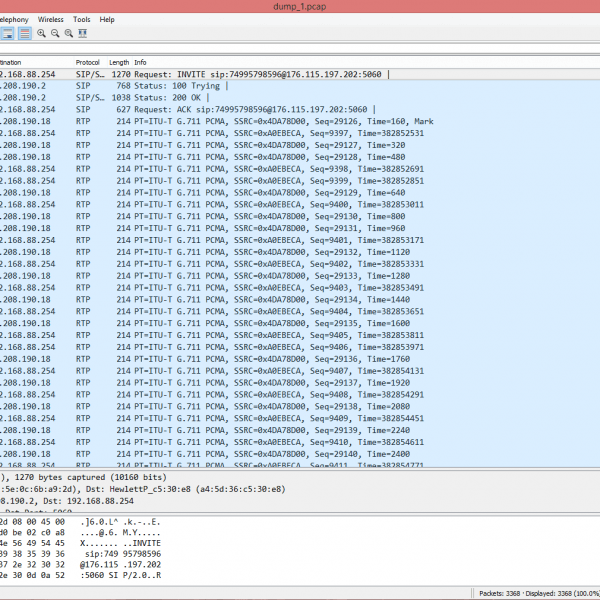 dump_1.pcap
elephony Wireless Tools Help
tination Protocol Length Info
2.168.88.254 SIP/S… 1270 Request: INVITE sip:74995798596@176.115.197.202:5060 |
.208.190.2 SIP 768 Status: 100 Trying |
.208.190.2 SIP/S… 1038 Status: 200 OK |
2.168.88.254 SIP 627 Request: ACK sip:74995798596@176.115.197.202:5060 |
.208.190.18 RTP 214 PT=ITU-T G.711 PCMA, SSRC=0x4DA78D00, Seq=29126, Time=160, Mark
2.168.88.254 RTP 214 PT=ITU-T G.711 PCMA, SSRC=0xA0EBECA, Seq=9397, Time=382852531
.208.190.18 RTP 214 PT=ITU-T G.711 PCMA, SSRC=0x4DA78D00, Seq=29127, Time=320
.208.190.18 RTP 214 PT=ITU-T G.711 PCMA, SSRC=0x4DA78D00, Seq=29128, Time=480
2.168.88.254 RTP 214 PT=ITU-T G.711 PCMA, SSRC=0xA0EBECA, Seq=9398, Time=382852691
2.168.88.254 RTP 214 PT=ITU-T G.711 PCMA, SSRC=0xA0EBECA, Seq=9399, Time=382852851
.208.190.18 RTP 214 PT=ITU-T G.711 PCMA, SSRC=0x4DA78D00, Seq=29129, Time=640
2.168.88.254 RTP 214 PT=ITU-T G.711 PCMA, SSRC=0xA0EBECA, Seq=9400, Time=382853011
.208.190.18 RTP 214 PT=ITU-T G.711 PCMA, SSRC=0x4DA78D00, Seq=29130, Time=800
.208.190.18 RTP 214 PT=ITU-T G.711 PCMA, SSRC=0x4DA78D00, Seq=29131, Time=960
2.168.88.254 RTP 214 PT=ITU-T G.711 PCMA, SSRC=0xA0EBECA, Seq=9401, Time=382853171
.208.190.18 RTP 214 PT=ITU-T G.711 PCMA, SSRC=0x4DA78D00, Seq=29132, Time=1120
2.168.88.254 RTP 214 PT=ITU-T G.711 PCMA, SSRC=0xA0EBECA, Seq=9402, Time=382853331
.208.190.18 RTP 214 PT=ITU-T G.711 PCMA, SSRC=0x4DA78D00, Seq=29133, Time=1280
2.168.88.254 RTP 214 PT=ITU-T G.711 PCMA, SSRC=0xA0EBECA, Seq=9403, Time=382853491
.208.190.18 RTP 214 PT=ITU-T G.711 PCMA, SSRC=0x4DA78D00, Seq=29134, Time=1440
2.168.88.254 RTP 214 PT=ITU-T G.711 PCMA, SSRC=0xA0EBECA, Seq=9404, Time=382853651
.208.190.18 RTP 214 PT=ITU-T G.711 PCMA, SSRC=0x4DA78D00, Seq=29135, Time=1600
2.168.88.254 RTP 214 PT=ITU-T G.711 PCMA, SSRC=0xA0EBECA, Seq=9405, Time=382853811
2.168.88.254 RTP 214 PT=ITU-T G.711 PCMA, SSRC=0xA0EBECA, Seq=9406, Time=382853971
.208.190.18 RTP 214 PT=ITU-T G.711 PCMA, SSRC=0x4DA78D00, Seq=29136, Time=1760
2.168.88.254 RTP 214 PT=ITU-T G.711 PCMA, SSRC=0xA0EBECA, Seq=9407, Time=382854131
.208.190.18 RTP 214 PT=ITU-T G.711 PCMA, SSRC=0x4DA78D00, Seq=29137, Time=1920
2.168.88.254 RTP 214 PT=ITU-T G.711 PCMA, SSRC=0xA0EBECA, Seq=9408, Time=382854291
.208.190.18 RTP 214 PT=ITU-T G.711 PCMA, SSRC=0x4DA78D00, Seq=29138, Time=2080
2.168.88.254 RTP 214 PT=ITU-T G.711 PCMA, SSRC=0xA0EBECA, Seq=9409, Time=382854451
.208.190.18 RTP 214 PT=ITU-T G.711 PCMA, SSRC=0x4DA78D00, Seq=29139, Time=2240
2.168.88.254 RTP 214 PT=ITU-T G.711 PCMA, SSRC=0xA0EBECA, Seq=9410, Time=382854611
.208.190.18 RTP 214 PT=ITU-T G.711 PCMA, SSRC=0x4DA78D00, Seq=29140, Time=2400
2.168.88.254 RTP 214 PT=ITU-T G.711 PCMA, SSRC=0xA0EBECA, Seq=9411, Time=382854771
), 1270 bytes captured (10160 bits)
:5e:0c:6b:a9:2d), Dst: HewlettP_c5:30:e8 (a4:5d:36:c5:30:e8)
08.190.2, Dst: 192.168.88.254
2d 08 00 45 00 .]6.0.L^ .k.-..E.
d0 be 02 c0 a8 ....@.6. M.Y.....
4e 56 49 54 45 X....... ..INVITE
39 38 35 39 36 sip:749 95798596
37 2e 32 30 32 @176.115 .197.202
2e 30 0d 0a 52 :5060 SI P/2.0..R
Packets: 3368 · Displayed: 3368 (100.0%)